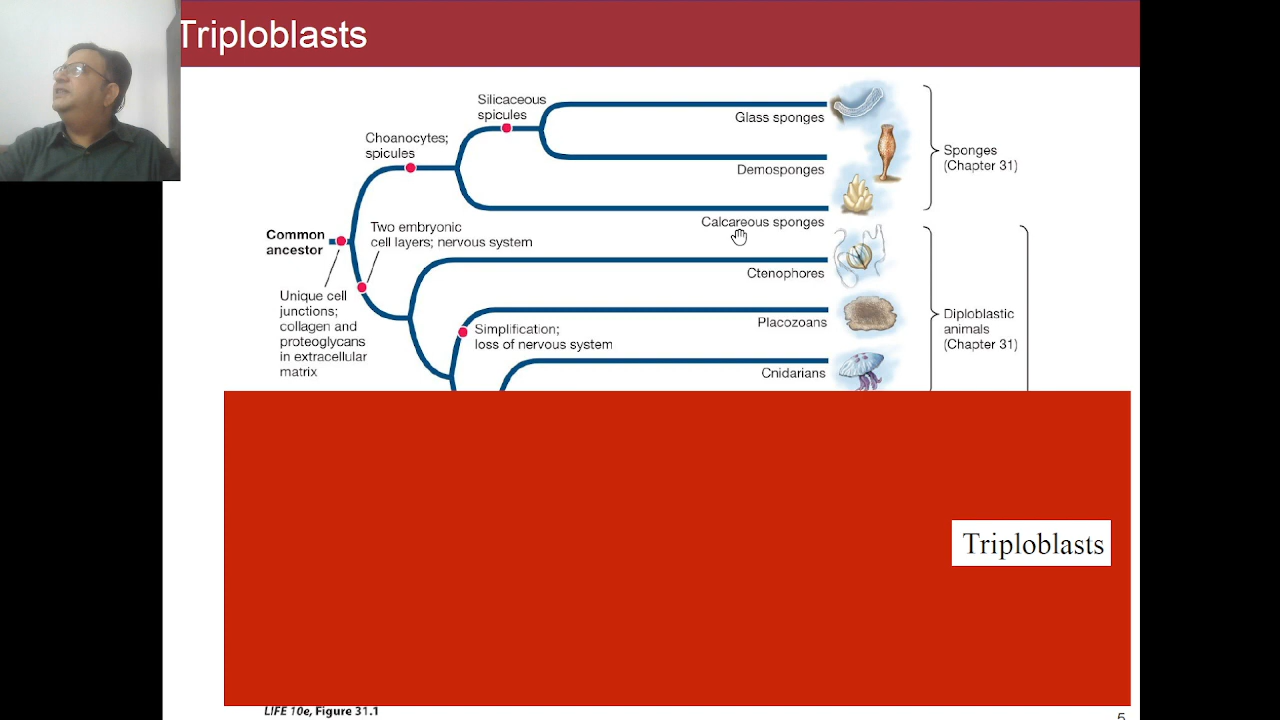 Triploblasts
Silicaceous
spicules
Glass sponges
Choanocytes;
spicules
Sponges
(Chapter 31)
Demosponges
Calcareous sponges
Common
ancestor
Two embryonic
cell layers; nervous system
Ctenophores
Unique cell
junctions;
collagen and
proteoglycans
in extracellular
matrix
Placozoans
Diploblastic
animals
(Chapter 31)
Simplification;
loss of nervous system
Cnidarians
Triploblasts
LIFE 10e, Figure 31.1
5